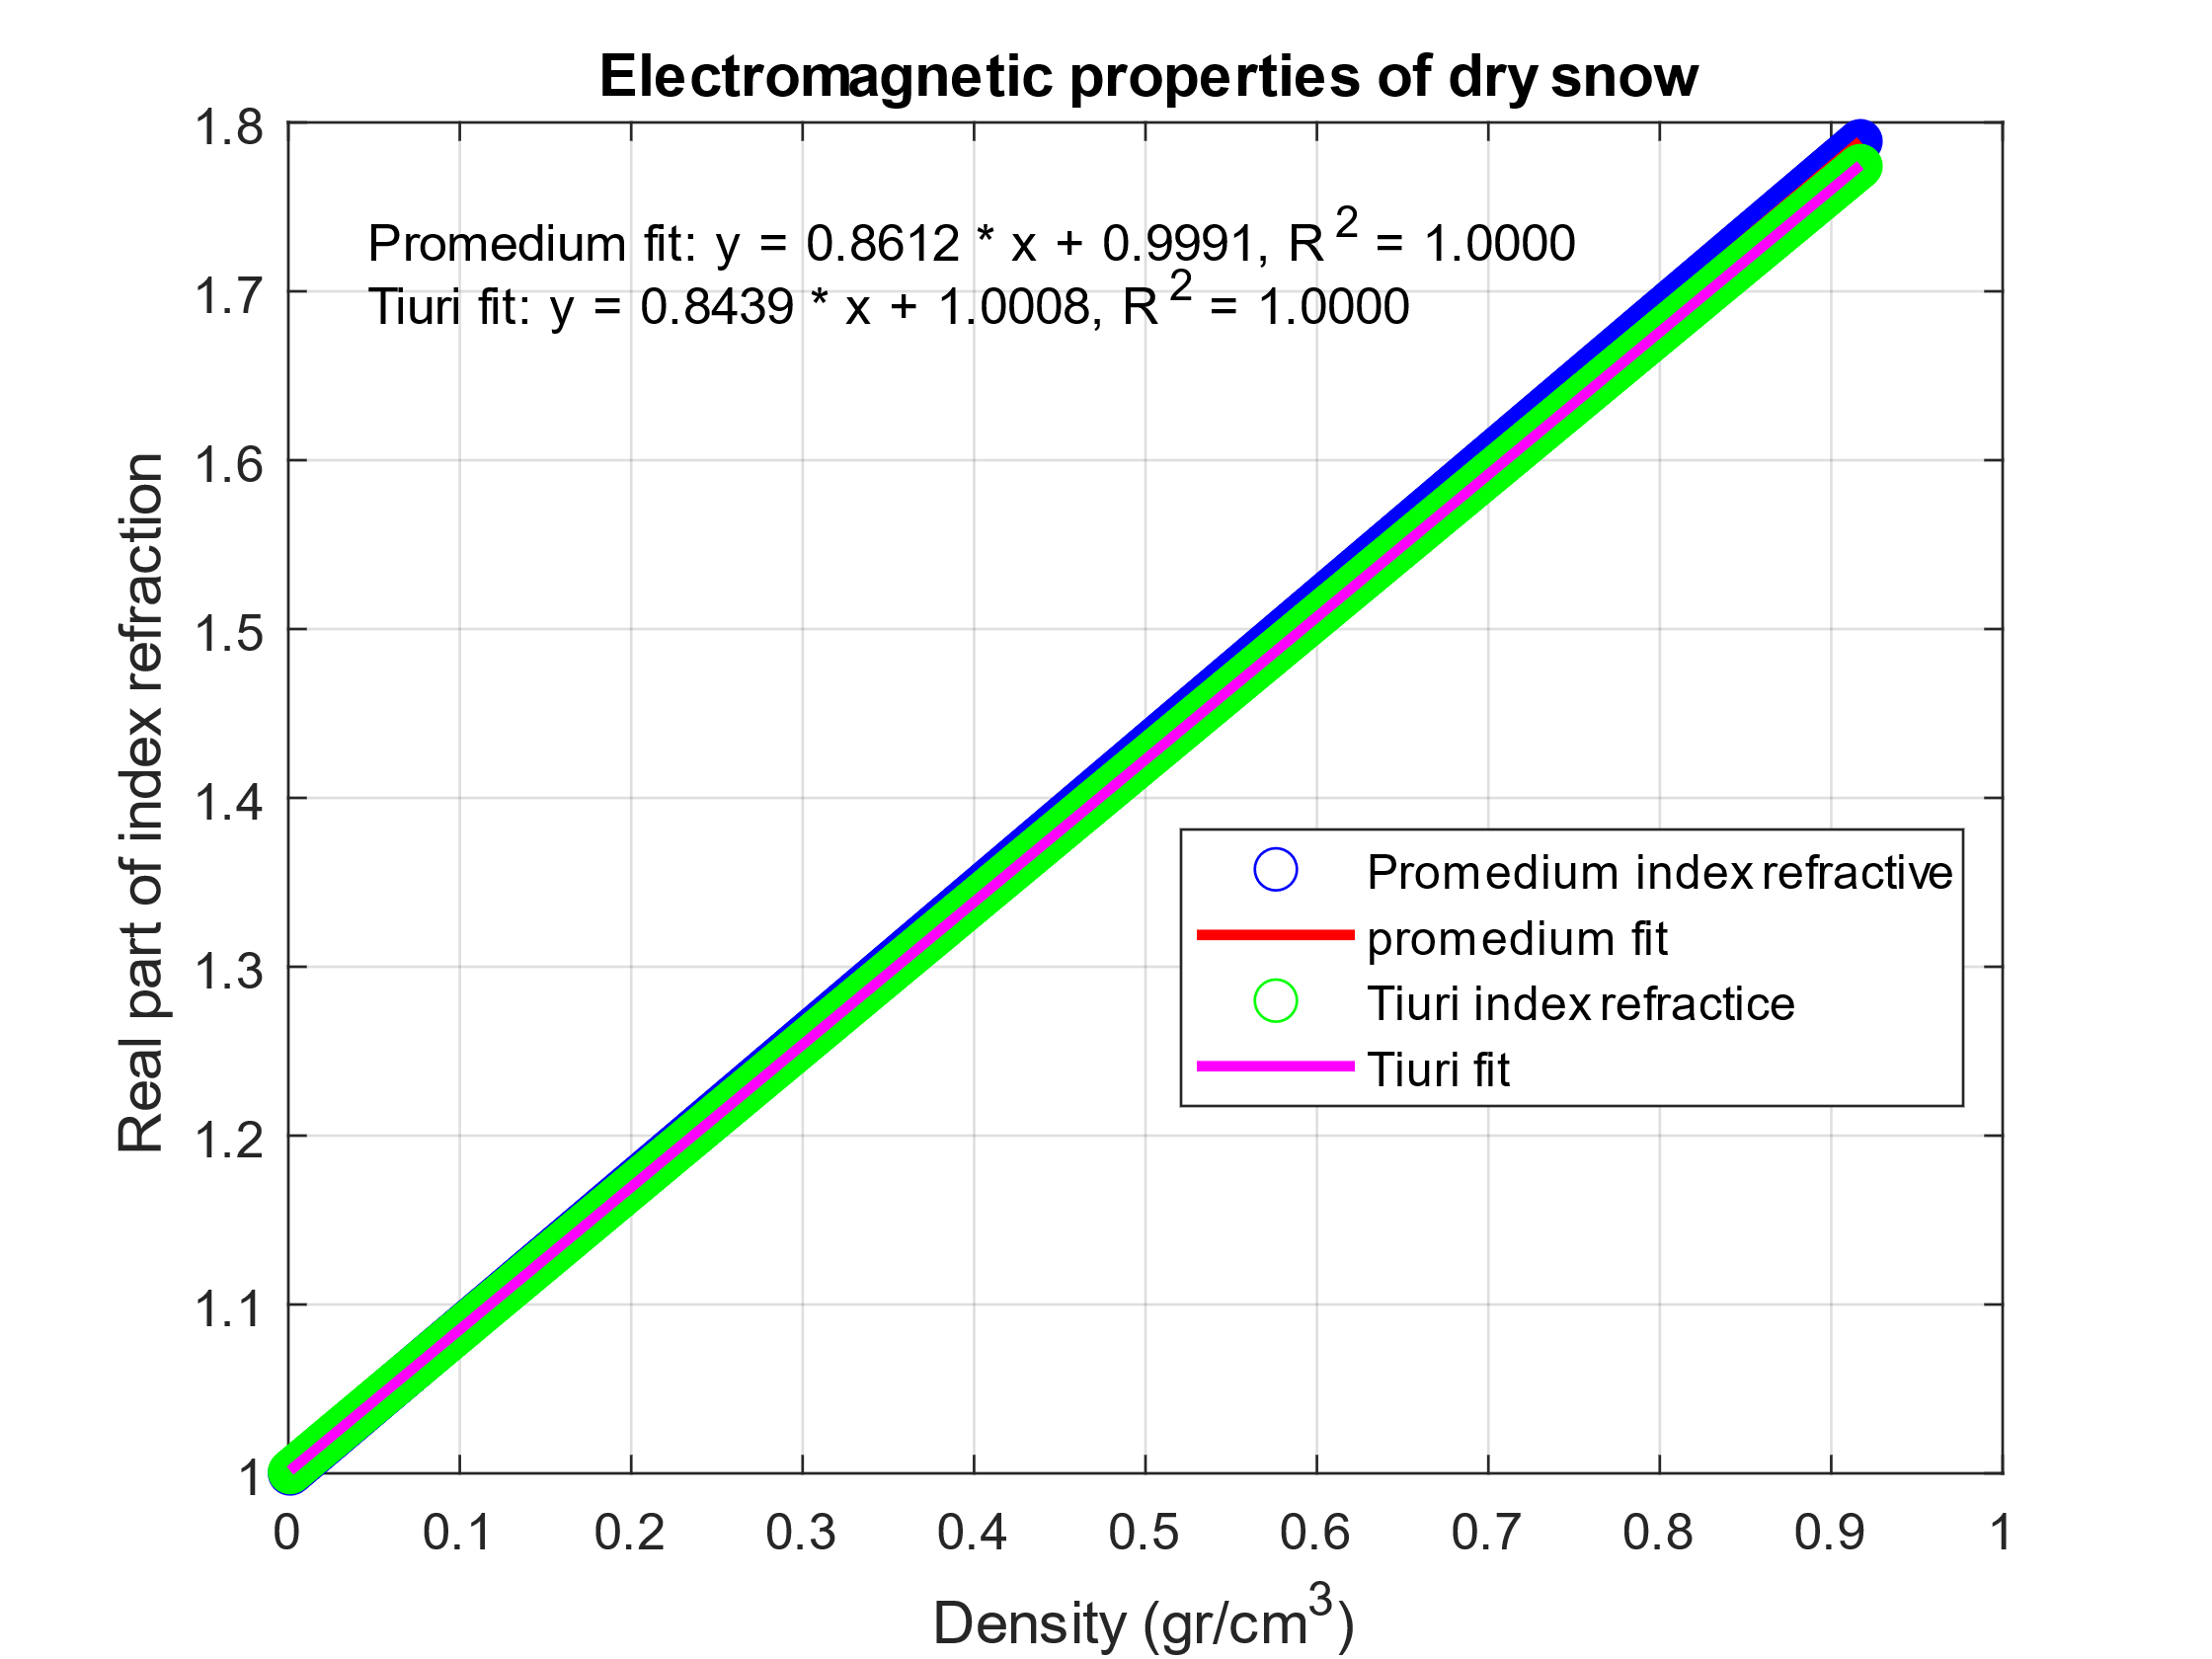 Electromagnetic properties of dry snow
1.8
1.7
1.6
1.5
1.4
1.3
1.2
1.1
1
Real part of index refraction
Promedium fit: y = 0.8612 * x + 0.9991, R² = 1.0000
Tiuri fit: y = 0.8439 * x + 1.0008, R² = 1.0000
Promedium index refractive
promedium fit
Tiuri index refractice
Tiuri fit
0 0.1 0.2 0.3 0.4 0.5 0.6 0.7 0.8 0.9 1
Density (gr/cm³)